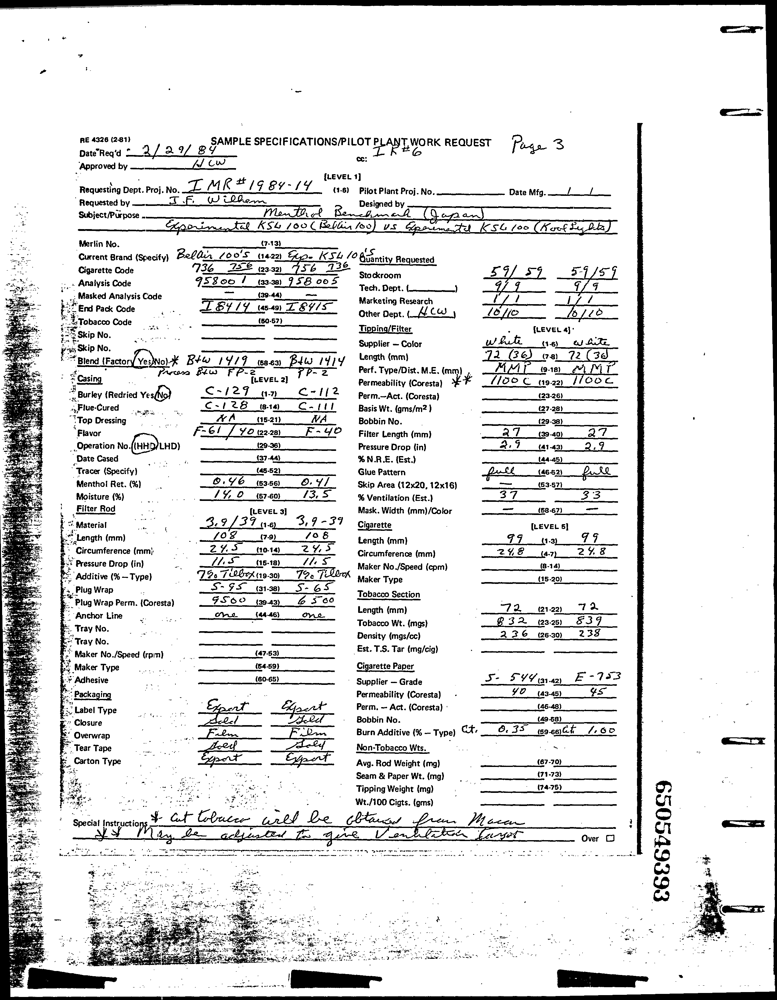 RE 4326 (2-81)
SAMPLE SPECIFICATIONS/PILOT PLANT WORK REQUEST Page 3
Date Req'd 2/29/84 cc: IR#6
Approved by HCW
[LEVEL 1]
Requesting Dept. Proj. No. IMR #1984-14 (1-6) Pilot Plant Proj. No. Date Mfg. / /
Requested by J.F. Willham Designed by
Subject/Purpose Menthol Benchmark (Japan)
Experimental KSL 100 (Belair 100) vs Experimental KSL 100 (Kool Lights)
Merlin No. (7-13)
Current Brand (Specify) Belair 100's (14-22) Exp. KSL 100's
Quantity Requested
Cigarette Code 736 756 (23-32) 756 736
Stockroom 59/ 59 59/59
Analysis Code 958001 (33-38) 958005
Tech. Dept. ( ) 9/9 9/9
Masked Analysis Code — (39-44) —
Marketing Research 1/1 1/1
End Pack Code I8414 (45-49) I8415
Other Dept. (HCW) 10/10 10/10
Tobacco Code (50-57)
Tipping/Filter [LEVEL 4]
Skip No.
Supplier – Color white (1-6) white
Skip No.
Length (mm) 72 (36) (7-8) 72 (36)
Blend (Factory Yes/No) * B+W 1419 (58-63) B+W 1414
Process B+W FP-2 FP-2
Perf. Type/Dist. M.E. (mm) MMP (9-18) MMP
Casing [LEVEL 2]
Permeability (Coresta) ** 1100 C (19-22) 1100 C
Burley (Redried Yes/No) C-129 (1-7) C-112
Perm.—Act. (Coresta) (23-26)
Flue-Cured C-128 (8-14) C-111
Basis Wt. (gms/m2) (27-28)
Top Dressing NA (15-21) NA
Bobbin No. (29-38)
Flavor F-61 / 40 (22-28) F-40
Filter Length (mm) 27 (39-40) 27
Operation No. (HHD/LHD) (29-36)
Pressure Drop (in) 2.9 (41-43) 2.9
Date Cased (37-44)
% N.R.E. (Est.) (44-45)
Tracer (Specify) (45-52)
Glue Pattern full (46-52) full
Menthol Ret. (%) 0.46 (53-56) 0.41
Skip Area (12x20, 12x16) — (53-57) —
Moisture (%) 14.0 (57-60) 13.5
% Ventilation (Est.) 37 33
Filter Rod [LEVEL 3]
Mask. Width (mm)/Color — (58-67) —
Material 3.9/39 (1-6) 3.9-39
Cigarette [LEVEL 5]
Length (mm) 108 (7-9) 108
Length (mm) 99 (1-3) 99
Circumference (mm) 24.5 (10-14) 24.5
Circumference (mm) 24.8 (4-7) 24.8
Pressure Drop (in) 11.5 (15-18) 11.5
Maker No./Speed (cpm) (8-14)
Additive (% – Type) 7% (19-30) 7%
Maker Type (15-20)
Plug Wrap 5-95 (31-38) 5-65
Tobacco Section
Plug Wrap Perm. (Coresta) 9500 (39-43) 6500
Length (mm) 72 (21-22) 72
Anchor Line one (44-46) one
Tobacco Wt. (mgs) 832 (23-25) 839
Tray No.
Density (mgs/cc) 236 (26-30) 238
Tray No.
Est. T.S. Tar (mg/cig)
Maker No./Speed (rpm) (47-53)
Maker Type (54-59)
Cigarette Paper
Adhesive (60-65)
Supplier – Grade 5-544 (31-42) E-753
Packaging
Permeability (Coresta) 40 (43-45) 45
Label Type Export Export
Perm. – Act. (Coresta) (46-48)
Closure Sold Sold
Bobbin No. (49-58)
Overwrap Film Film
Burn Additive (% – Type) Cit. 0.35 (59-66) Cit 1.00
Tear Tape Sold Sold
Non-Tobacco Wts.
Carton Type Export Export
Avg. Rod Weight (mg) (67-70)
Seam & Paper Wt. (mg) (71-73)
Tipping Weight (mg) (74-75)
Wt./100 Cigts. (gms)
Special Instructions * Cut tobacco will be obtained from Macon
** May be adjusted to give Ventilation target
Over
650549393